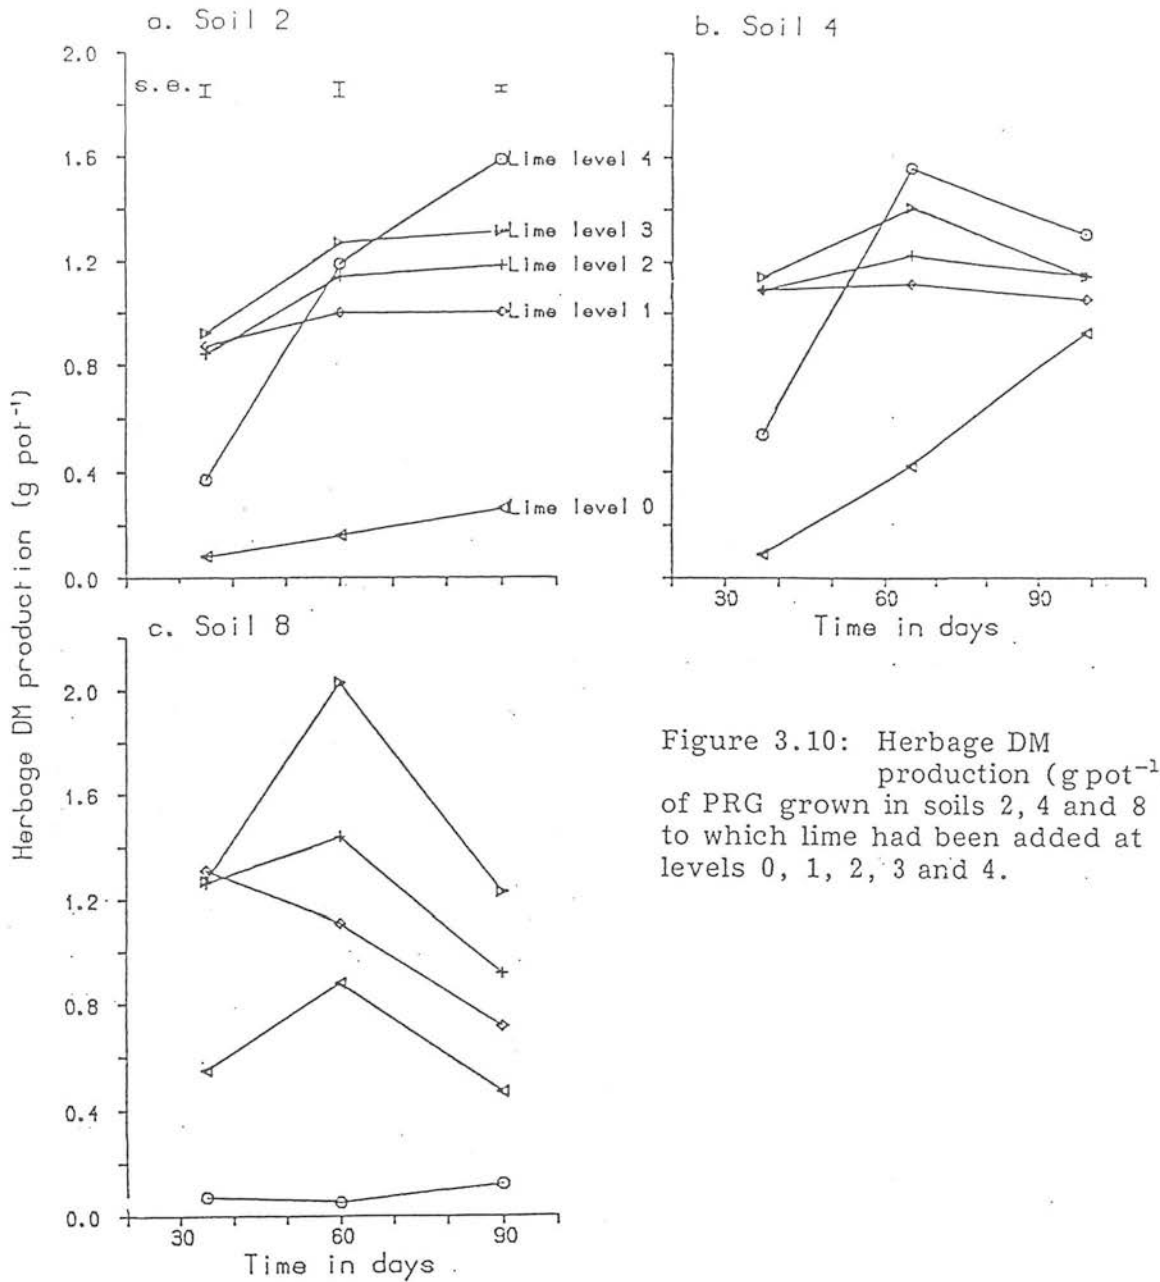 a. Soil 2
2.0
s.e.
1.6
1.2
0.8
0.4
0.0
Lime level 4
Lime level 3
Lime level 2
Lime level 1
Lime level 0
b. Soil 4
30 60 90
Time in days
Herbage DM production (g pot⁻¹)
c. Soil 8
2.0
1.6
1.2
0.8
0.4
0.0
30 60 90
Time in days
Figure 3.10: Herbage DM
production (g pot⁻¹
of PRG grown in soils 2, 4 and 8
to which lime had been added at
levels 0, 1, 2, 3 and 4.